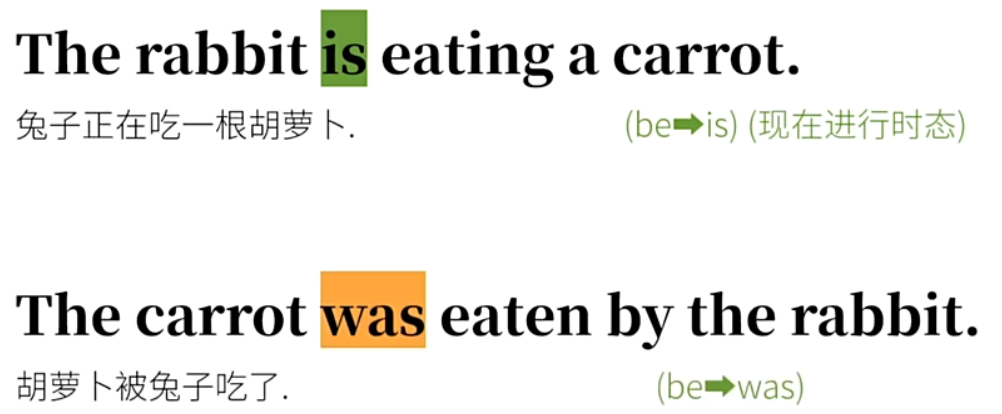 The rabbit is eating a carrot.
兔子正在吃一根胡萝卜. (be➡is) (现在进行时态)
The carrot was eaten by the rabbit.
胡萝卜被兔子吃了. (be➡was)